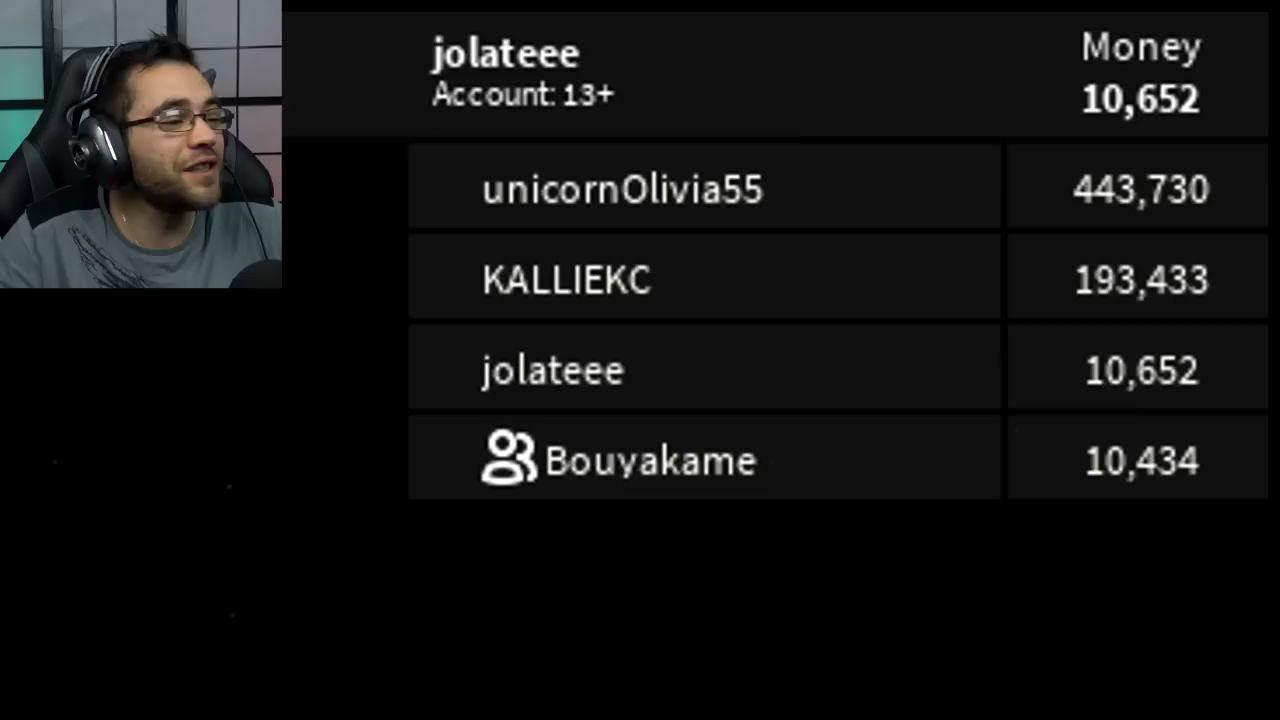 jolateee Money
Account: 13+ 10,652
unicornOlivia55 443,730
KALLIEKC 193,433
jolateee 10,652
Bouyakame 10,434